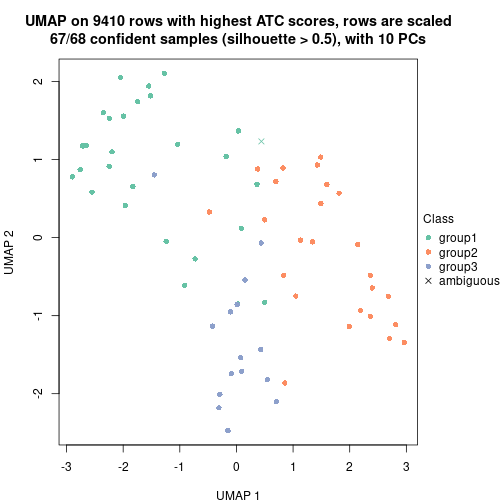 UMAP on 9410 rows with highest ATC scores, rows are scaled
67/68 confident samples (silhouette > 0.5), with 10 PCs
2
1
0
-1
-2
UMAP 2
-3
-2
-1
0
1
2
3
UMAP 1
Class
group1
group2
group3
ambiguous